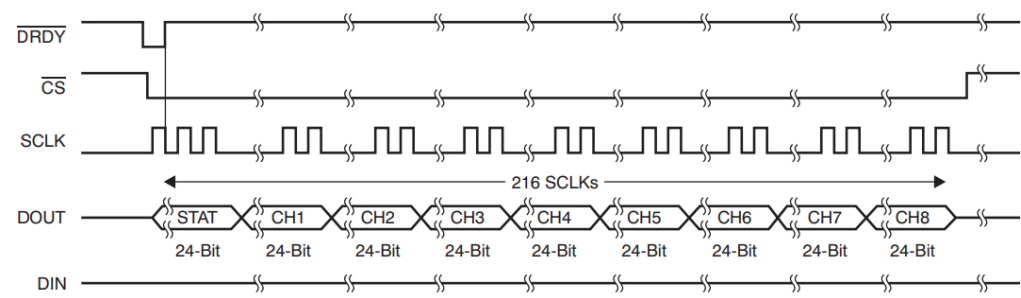 DRDY
CS
SCLK
216 SCLKs
DOUT STAT CH1 CH2 CH3 CH4 CH5 CH6 CH7 CH8
24-Bit 24-Bit 24-Bit 24-Bit 24-Bit 24-Bit 24-Bit 24-Bit 24-Bit
DIN